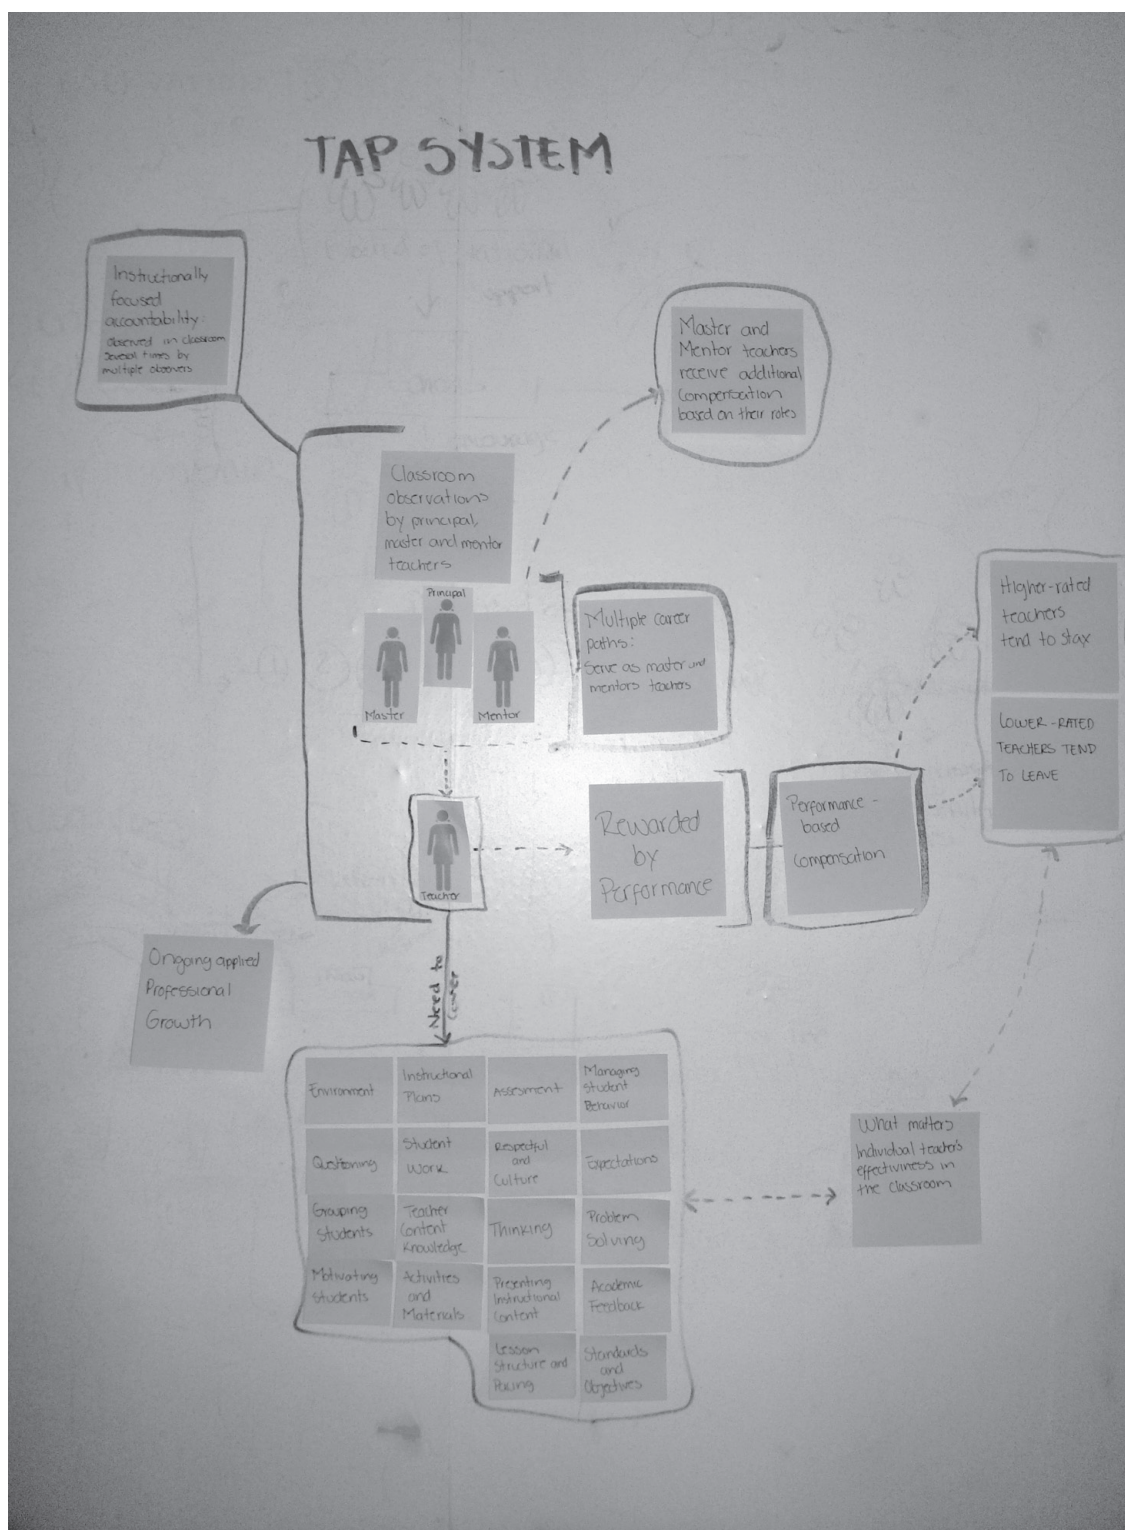 TAP SYSTEM
Instructionally
focused
accountability:
observed in classroom
several times by
multiple observers
Master and
Mentor teachers
receive additional
compensation
based on their roles
Classroom
observations
by principal,
master and mentor
teachers
Principal
Master
Mentor
Multiple career
paths:
Serve as master and
mentors teachers
Higher-rated
teachers
tend to stay
LOWER-RATED
TEACHERS TEND
TO LEAVE
Teacher
Rewarded
by
Performance
Performance-
based
compensation
Ongoing applied
Professional
Growth
Need to
Environment
Instructional
Plans
Assesment
Managing
Student
Behavior
Questioning
Student
Work
Respectful
and
Culture
Expectations
Grouping
Students
Teacher
Content
Knowledge
Thinking
Problem
Solving
Motivating
Students
Activities
and
Materials
Presenting
Instructional
Content
Academic
Feedback
Lesson
Structure and
Pacing
Standards
and
Objectives
What matters
Individual teacher's
effectiviness in
the classroom